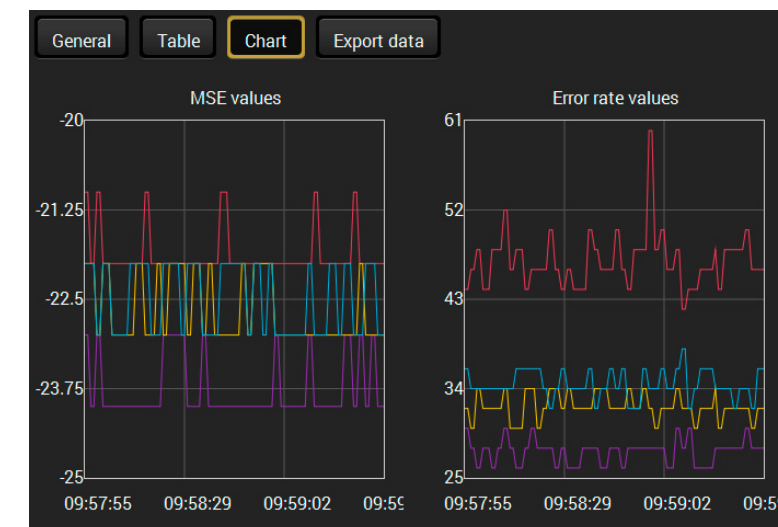 General Table Chart Export data
MSE values
-20
-21.25
-22.5
-23.75
-25
09:57:55 09:58:29 09:59:02
Error rate values
61
52
43
34
25
09:57:55 09:58:29 09:59:02